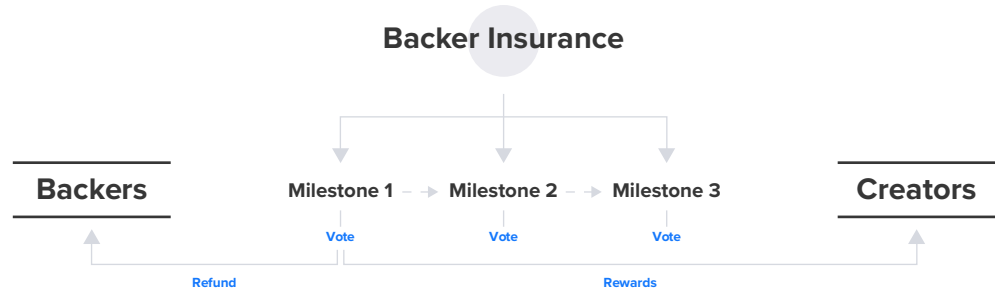 Backer Insurance
Backers
Milestone 1
Milestone 2
Milestone 3
Creators
Vote
Vote
Vote
Refund
Rewards